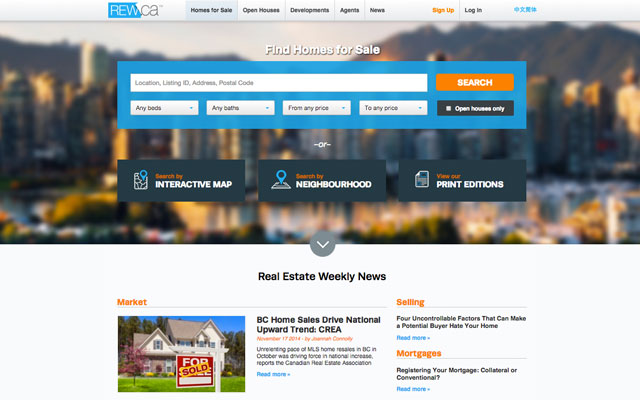 REW.ca
Homes for Sale Open Houses Developments Agents News Sign Up Log In 中文简体
Find Homes for Sale
Location, Listing ID, Address, Postal Code SEARCH
Any beds Any baths From any price To any price Open houses only
-or-
Search by
INTERACTIVE MAP
Search by
NEIGHBOURHOOD
View our
PRINT EDITIONS
Real Estate Weekly News
Market
FOR
SOLD
SALE
BC Home Sales Drive National
Upward Trend: CREA
November 17 2014 - by Joannah Connolly
Unrelenting pace of MLS home resales in BC in
October was driving force in national increase,
reports the Canadian Real Estate Association
Read more »
Selling
Four Uncontrollable Factors That Can Make
a Potential Buyer Hate Your Home
Read more »
Mortgages
Registering Your Mortgage: Collateral or
Conventional?
Read more »